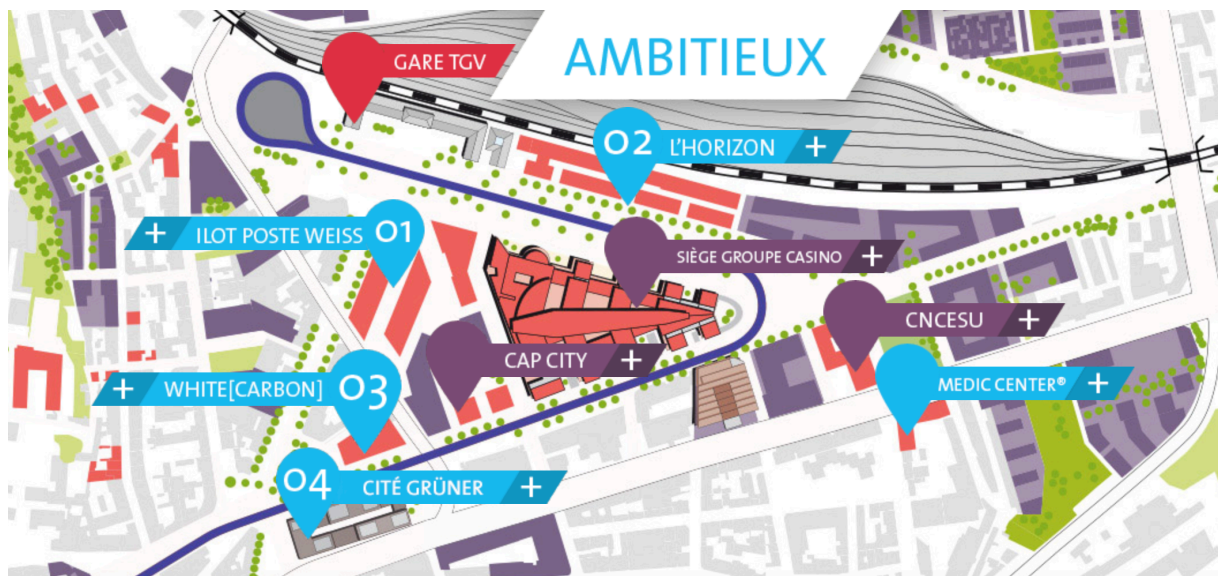 AMBITIEUX
GARE TGV
02 L'HORIZON +
+ ILOT POSTE WEISS 01
SIÈGE GROUPE CASINO +
CNCESU +
CAP CITY +
+ WHITE[CARBON] 03
MEDIC CENTER® +
04 CITÉ GRÜNER +